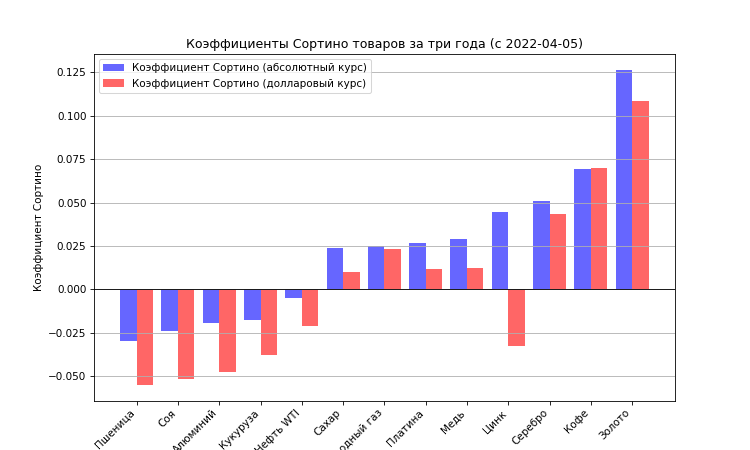 Коэффициенты Сортино товаров за три года (с 2022-04-05)
Коэффициент Сортино (абсолютный курс)
Коэффициент Сортино (долларовый курс)
Коэффициент Сортино
0.125
0.100
0.075
0.050
0.025
0.000
−0.025
−0.050
Пшеница
Соя
Алюминий
Кукуруза
Нефть WTI
Сахар
газ
Платина
Медь
Цинк
Серебро
Кофе
Золото